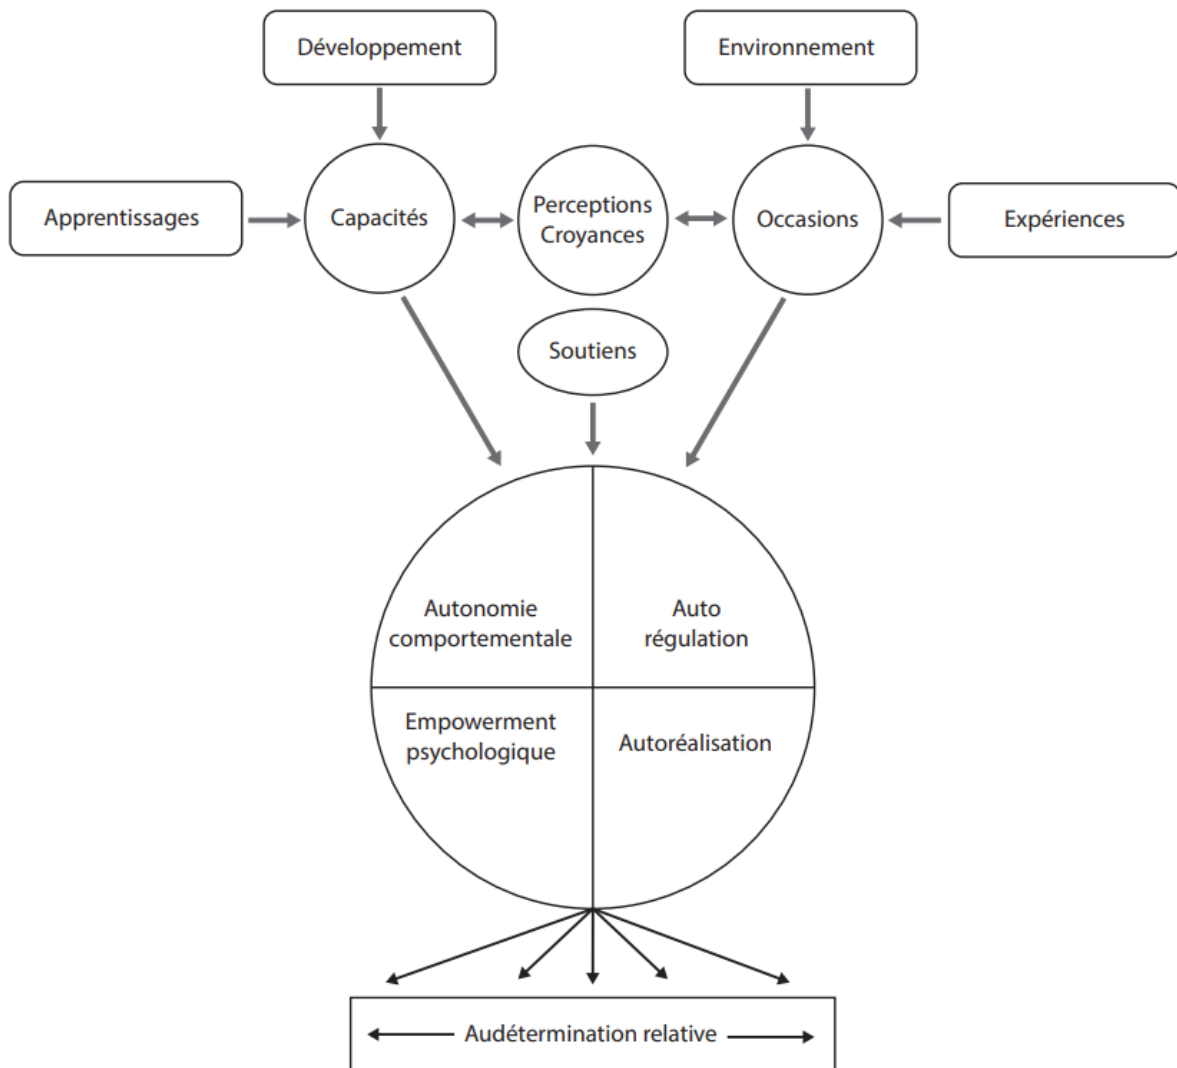 Développement
Environnement
Apprentissages
Capacités
Perceptions
Croyances
Occasions
Expériences
Soutiens
Autonomie
comportementale
Auto
régulation
Empowerment
psychologique
Autoréalisation
Audétermination relative